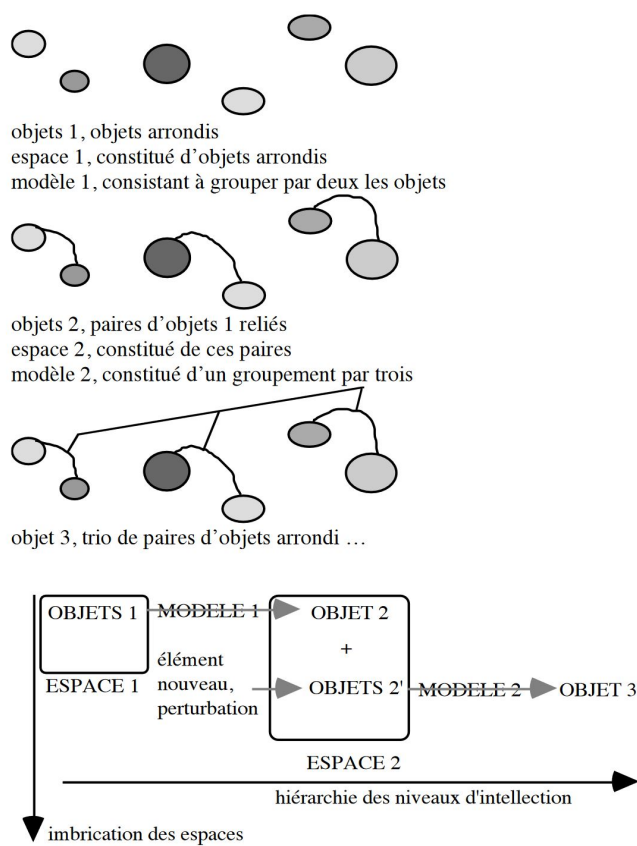 objets 1, objets arrondis
espace 1, constitué d'objets arrondis
modèle 1, consistant à grouper par deux les objets
objets 2, paires d'objets 1 reliés
espace 2, constitué de ces paires
modèle 2, constitué d'un groupement par trois
objet 3, trio de paires d'objets arrondi …
OBJETS 1 MODELE 1 OBJET 2
+
élément
nouveau,
perturbation
ESPACE 1
OBJETS 2' MODELE 2 OBJET 3
ESPACE 2
hiérarchie des niveaux d'intellection
imbrication des espaces